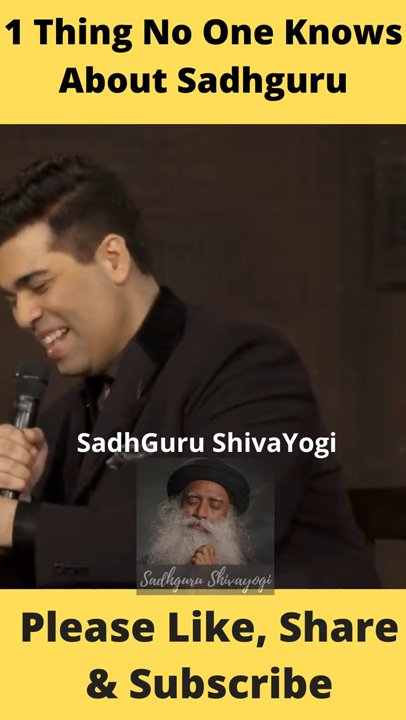 1 Thing No One Knows
About Sadhguru
SadhGuru ShivaYogi
Sadhguru Shivayogi
Please Like, Share
& Subscribe